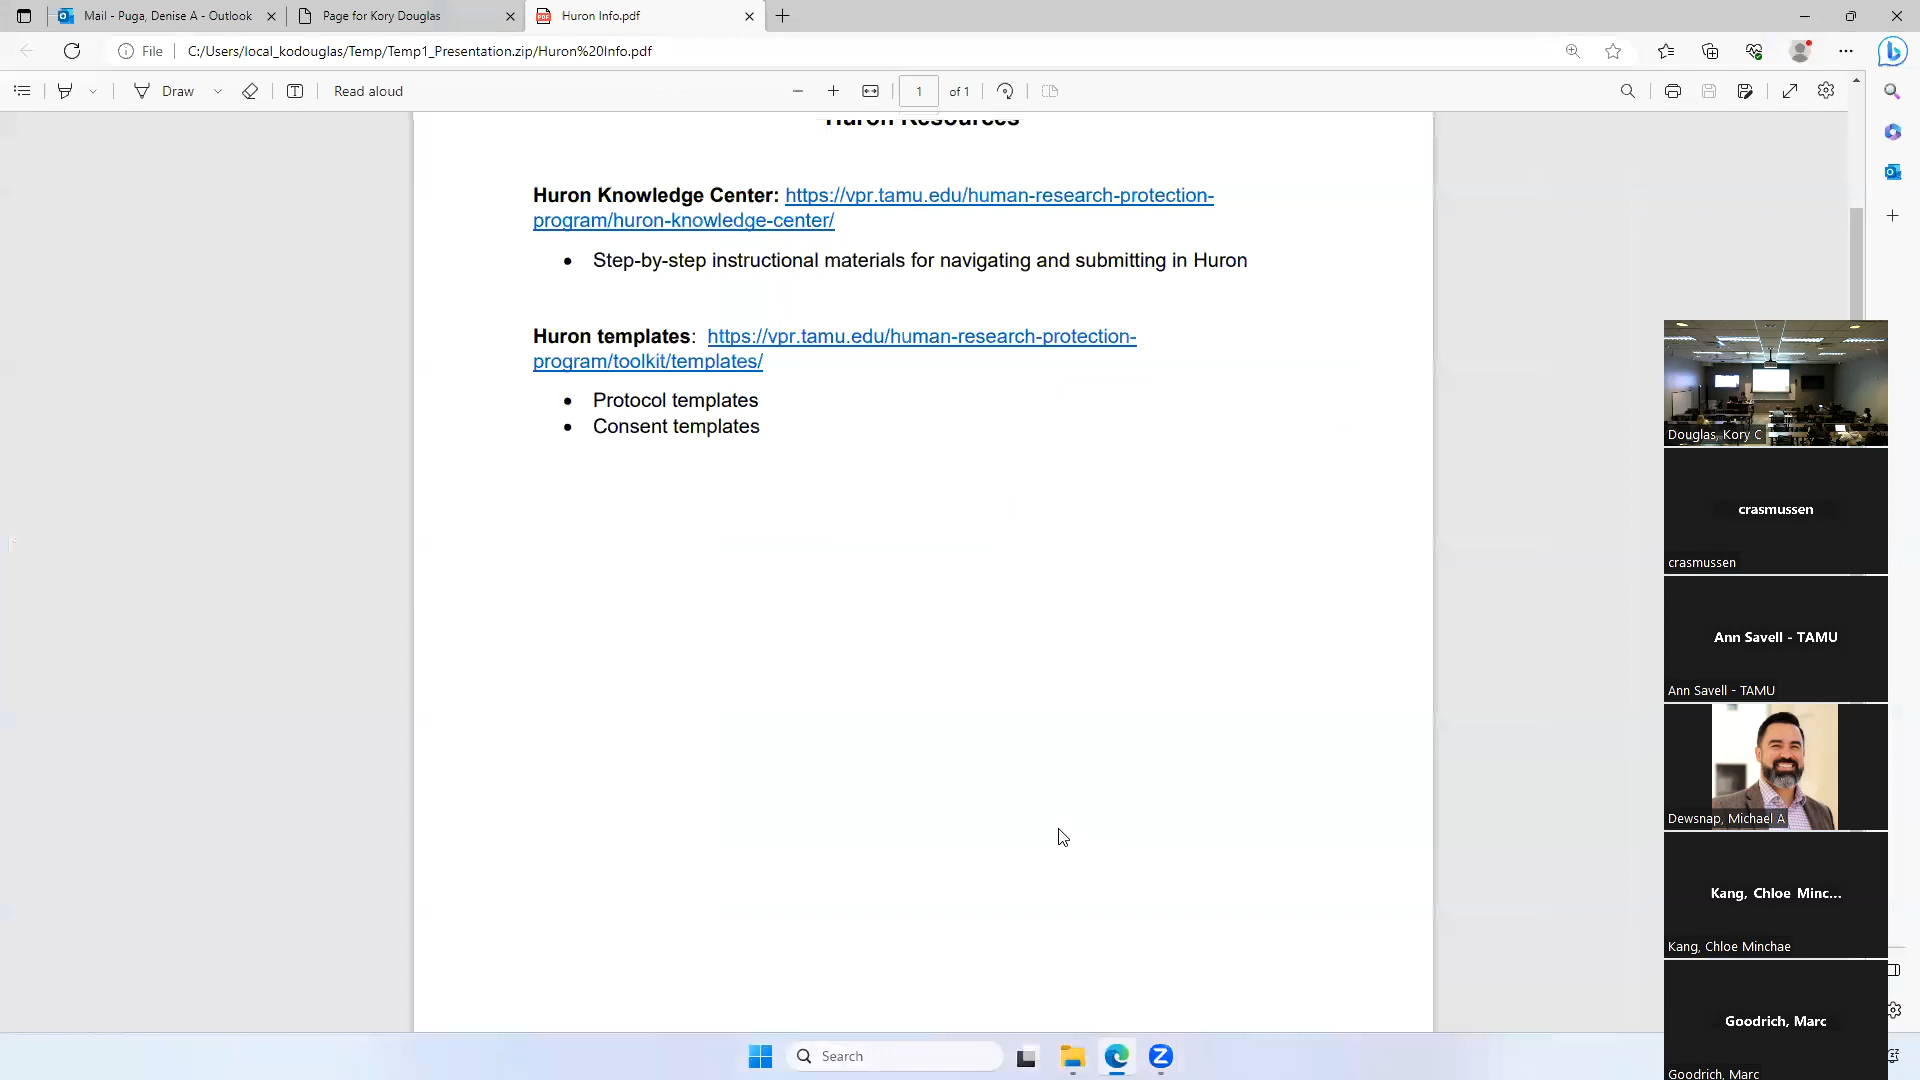 Mail - Puga, Denise A - Outlook
Page for Kory Douglas
Huron Info.pdf
File
C:/Users/local_kodouglas/Temp/Temp1_Presentation.zip/Huron%20Info.pdf
Draw
Read aloud
1
of 1
Huron Resources
Huron Knowledge Center: https://vpr.tamu.edu/human-research-protection-
program/huron-knowledge-center/
• Step-by-step instructional materials for navigating and submitting in Huron
Huron templates: https://vpr.tamu.edu/human-research-protection-
program/toolkit/templates/
• Protocol templates
• Consent templates
Douglas, Kory C
crasmussen
crasmussen
Ann Savell - TAMU
Ann Savell - TAMU
Dewsnap, Michael A
Kang, Chloe Minc...
Kang, Chloe Minchae
Goodrich, Marc
Goodrich, Marc
Search